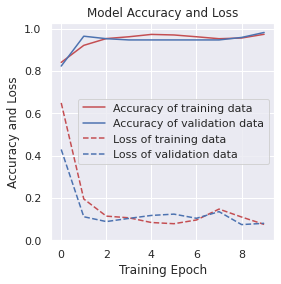 Model Accuracy and Loss
Accuracy and Loss
1.0
0.8
0.6
0.4
0.2
0.0
Accuracy of training data
Accuracy of validation data
Loss of training data
Loss of validation data
0 2 4 6 8
Training Epoch